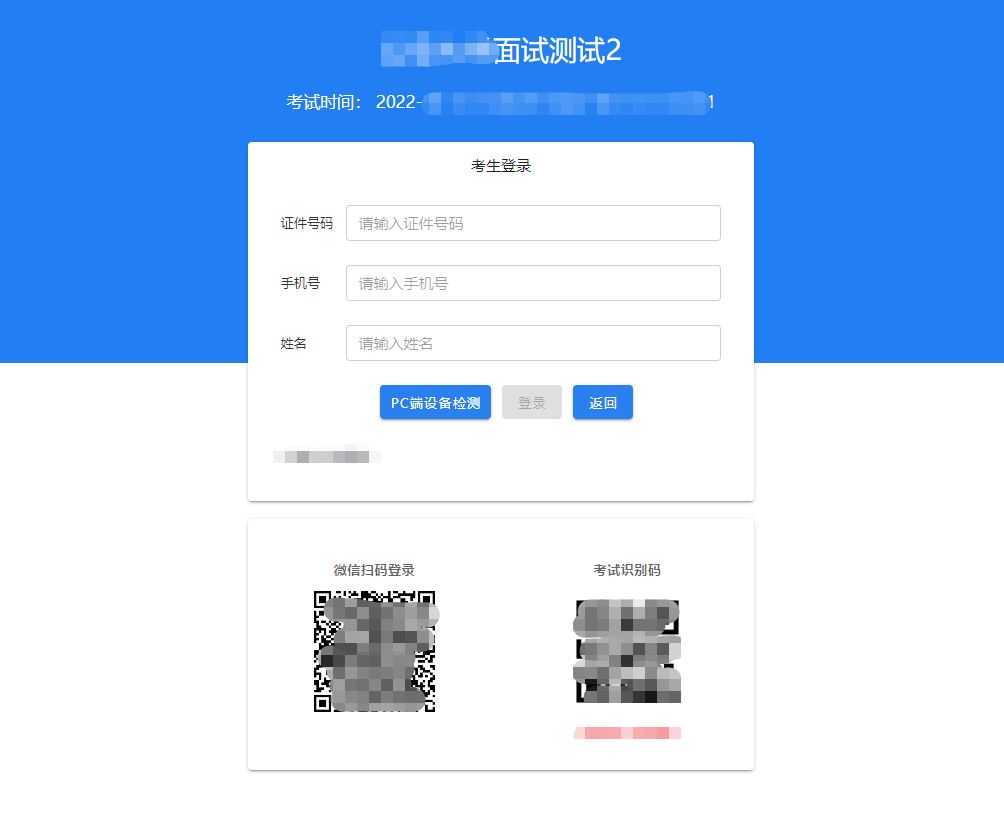 面试测试2
考试时间： 2022-
考生登录
证件号码 请输入证件号码
手机号 请输入手机号
姓名 请输入姓名
PC端设备检测 登录 返回
微信扫码登录 考试识别码